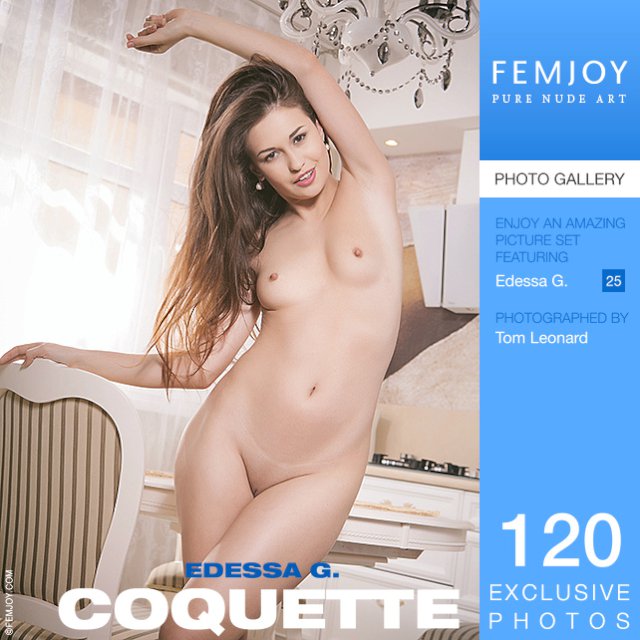 FEMJOY
PURE NUDE ART
PHOTO GALLERY
ENJOY AN AMAZING
PICTURE SET
FEATURING
Edessa G. 25
PHOTOGRAPHED BY
Tom Leonard
120
EXCLUSIVE
PHOTOS
EDESSA G.
COQUETTE
©FEMJOY.COM